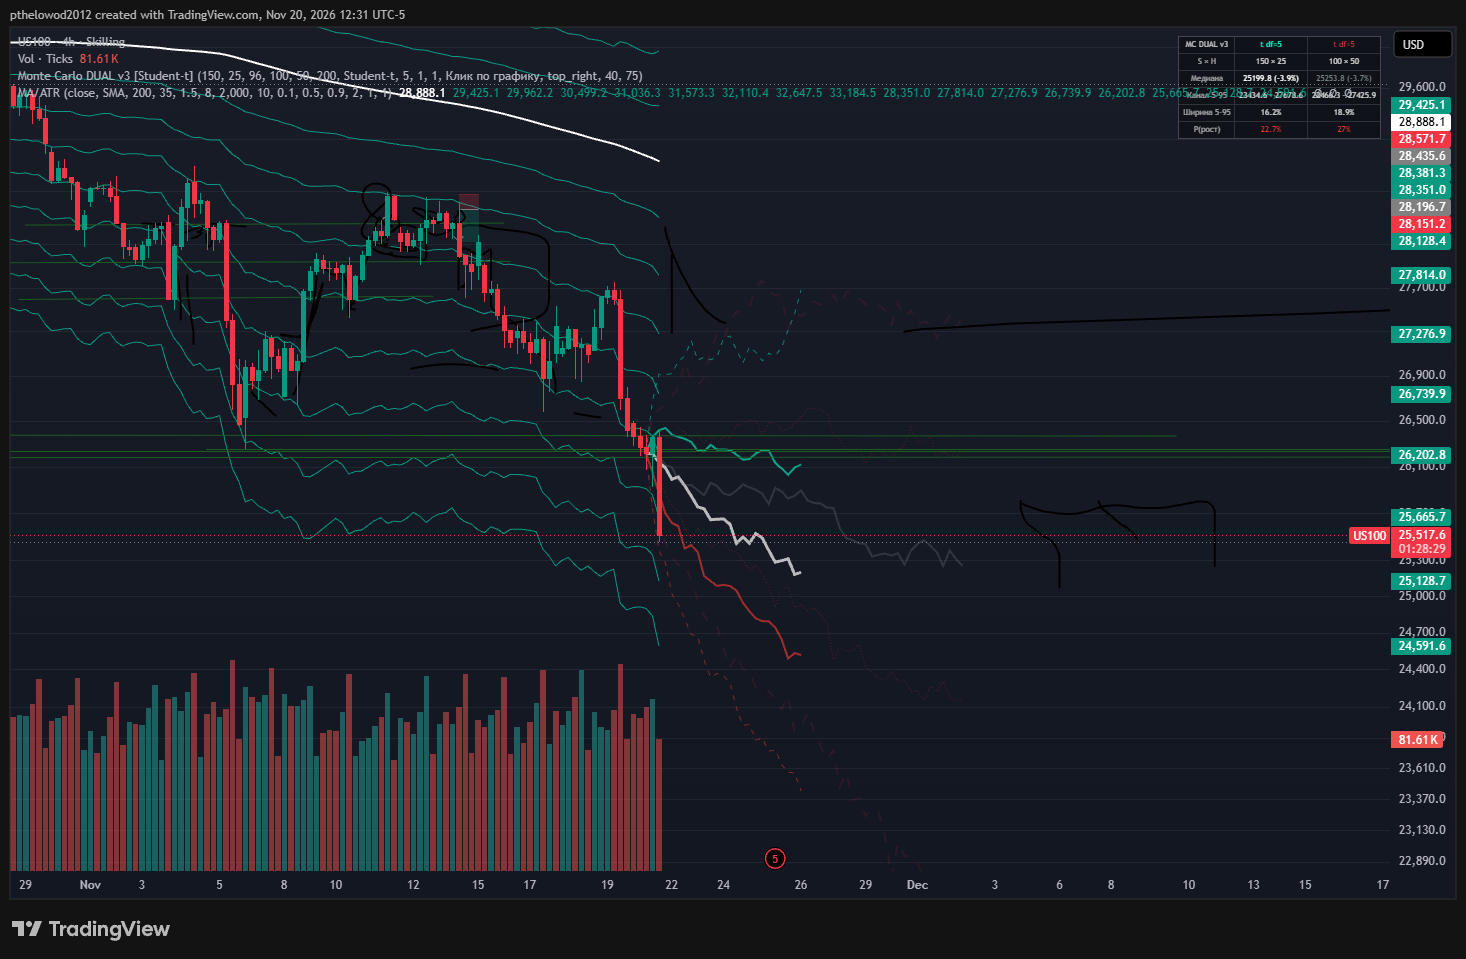 pthelowod2012 created with TradingView.com, Nov 20, 2026 12:31 UTC-5
US100 · 4h · Skilling
Vol · Ticks 81.61 K
Monte Carlo DUAL v3 [Student-t] (150, 25, 96, 100, 50, 200, Student-t, 5, 1, 1, Клик по графику, top_right, 40, 75)
MA/ATR (close, SMA, 200, 35, 1.5, 8, 2,000, 10, 0.1, 0.5, 0.9, 2, 1, 1) 28,888.1 29,425.1 29,962.2 30,499.2 31,036.3 31,573.3 32,110.4 32,647.5 33,184.5 28,351.0 27,814.0 27,276.9 26,739.9 26,202.8
MC DUAL v3 t df=5 t df=5
S × H 150 × 25 100 × 50
Медиана 25199.8 (-3.9%) 25253.8 (-3.7%)
Канал 5-95
Ширина 5-95 16.2% 18.9%
P(рост) 22.7% 27%
USD
29,600.0
29,425.1
28,888.1
28,571.7
28,435.6
28,381.3
28,351.0
28,196.7
28,151.2
28,128.4
27,814.0
27,700.0
27,276.9
26,900.0
26,739.9
26,500.0
26,202.8
26,100.0
25,665.7
US100 25,517.6
01:28:29
25,300.0
25,128.7
25,000.0
24,700.0
24,591.6
24,400.0
24,100.0
81.61 K
23,610.0
23,370.0
23,130.0
22,890.0
5
29 Nov 3 5 8 10 12 15 17 19 22 24 26 29 Dec 3 6 8 10 13 15 17
TradingView